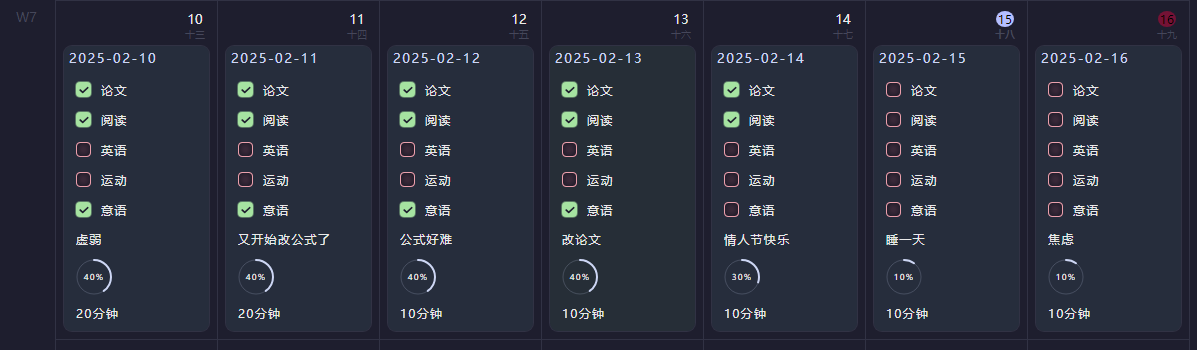 W7
10
十三
2025-02-10
论文
阅读
英语
运动
意语
虚弱
40%
20分钟
11
十四
2025-02-11
论文
阅读
英语
运动
意语
又开始改公式了
40%
20分钟
12
十五
2025-02-12
论文
阅读
英语
运动
意语
公式好难
40%
10分钟
13
十六
2025-02-13
论文
阅读
英语
运动
意语
改论文
40%
10分钟
14
十七
2025-02-14
论文
阅读
英语
运动
意语
情人节快乐
30%
10分钟
15
十八
2025-02-15
论文
阅读
英语
运动
意语
睡一天
10%
10分钟
16
十九
2025-02-16
论文
阅读
英语
运动
意语
焦虑
10%
10分钟